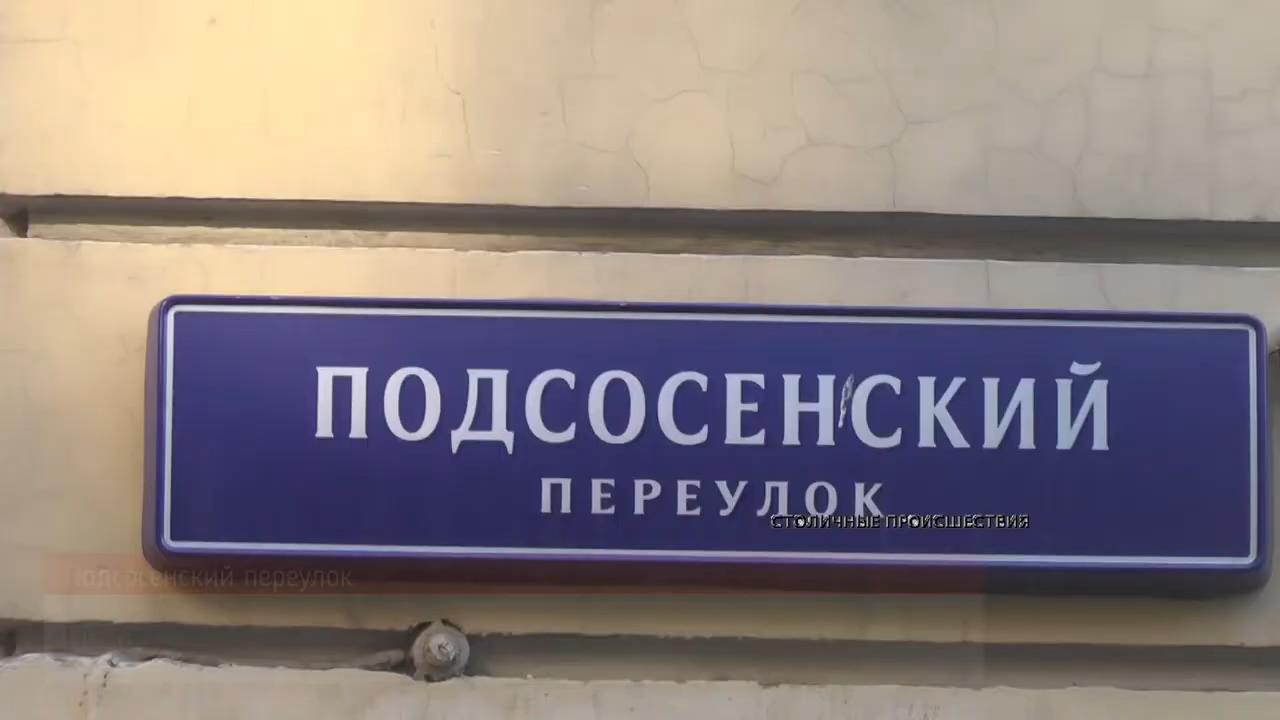 ПОДСОСЕНСКИЙ
ПЕРЕУЛОК
СТОЛИЧНЫЕ ПРОИСШЕСТВИЯ
Подсосенский переулок